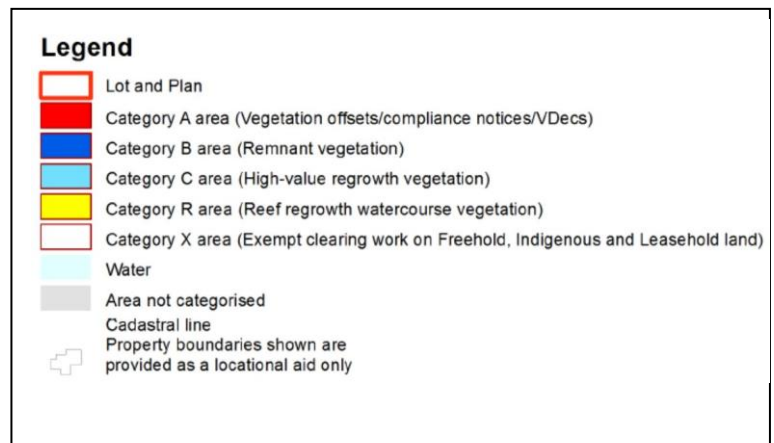 Legend
Lot and Plan
Category A area (Vegetation offsets/compliance notices/VDecs)
Category B area (Remnant vegetation)
Category C area (High-value regrowth vegetation)
Category R area (Reef regrowth watercourse vegetation)
Category X area (Exempt clearing work on Freehold, Indigenous and Leasehold land)
Water
Area not categorised
Cadastral line
Property boundaries shown are
provided as a locational aid only